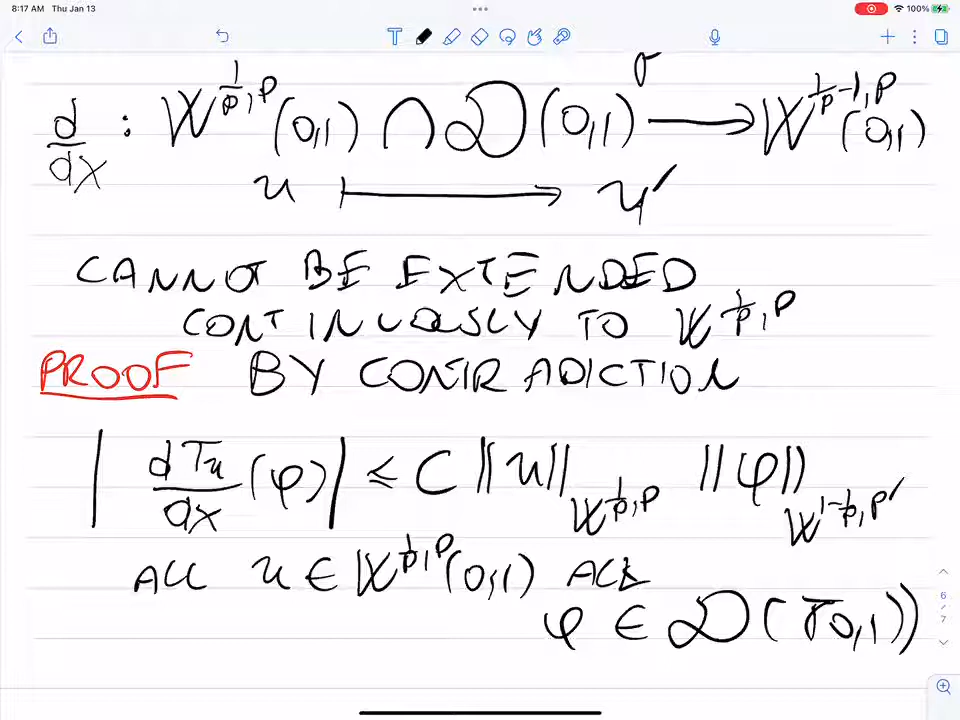 8:17 AM Thu Jan 13
100%
d/dx : W^{1/p, p}(0,1) ∩ D(0,1) ⟶ W^{1/p-1, p}(0,1)
u ⟼ u'
CANNOT BE EXTENDED
CONTINUOUSLY TO W^{1/p, p}
PROOF BY CONTRADICTION
| dT_u/dx (φ) | ≤ C ||u||_{W^{1/p, p}} ||φ||_{W^{1-1/p, p'}}
ALL u ∈ W^{1/p, p}(0,1) ALL
φ ∈ D((0,1))
6
/
7